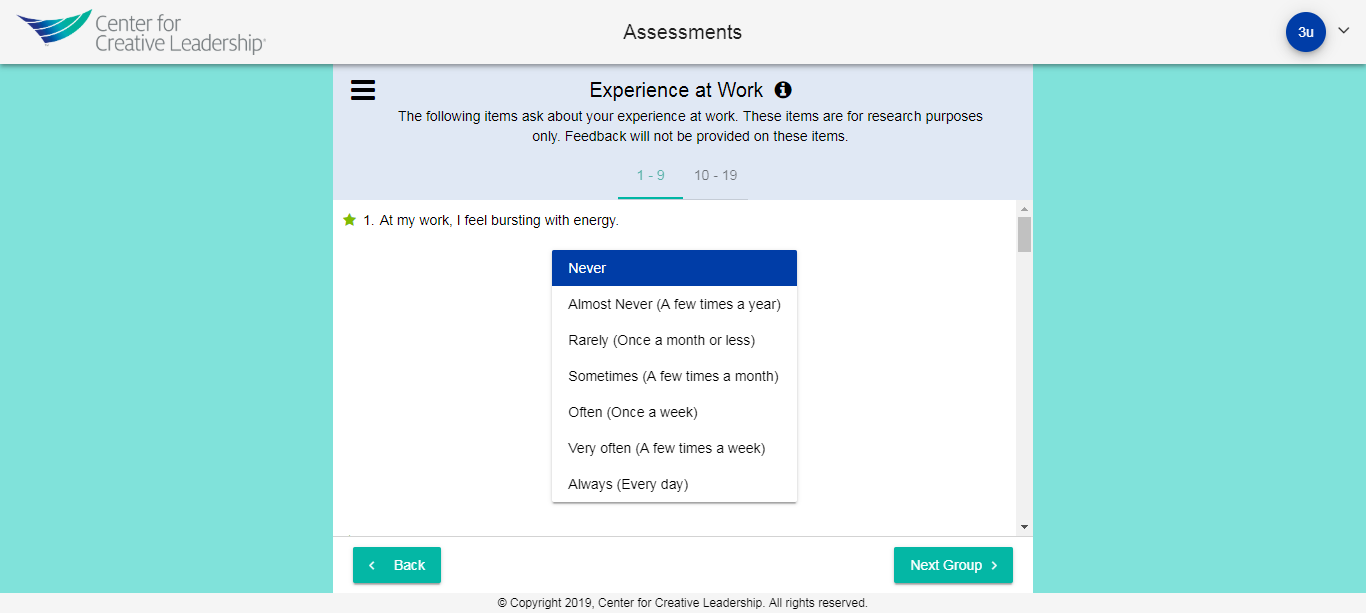 Center for
Creative Leadership®
Assessments
3u
Experience at Work
The following items ask about your experience at work. These items are for research purposes
only. Feedback will not be provided on these items.
1 - 9
10 - 19
1. At my work, I feel bursting with energy.
Never
Almost Never (A few times a year)
Rarely (Once a month or less)
Sometimes (A few times a month)
Often (Once a week)
Very often (A few times a week)
Always (Every day)
Back
Next Group
© Copyright 2019, Center for Creative Leadership. All rights reserved.